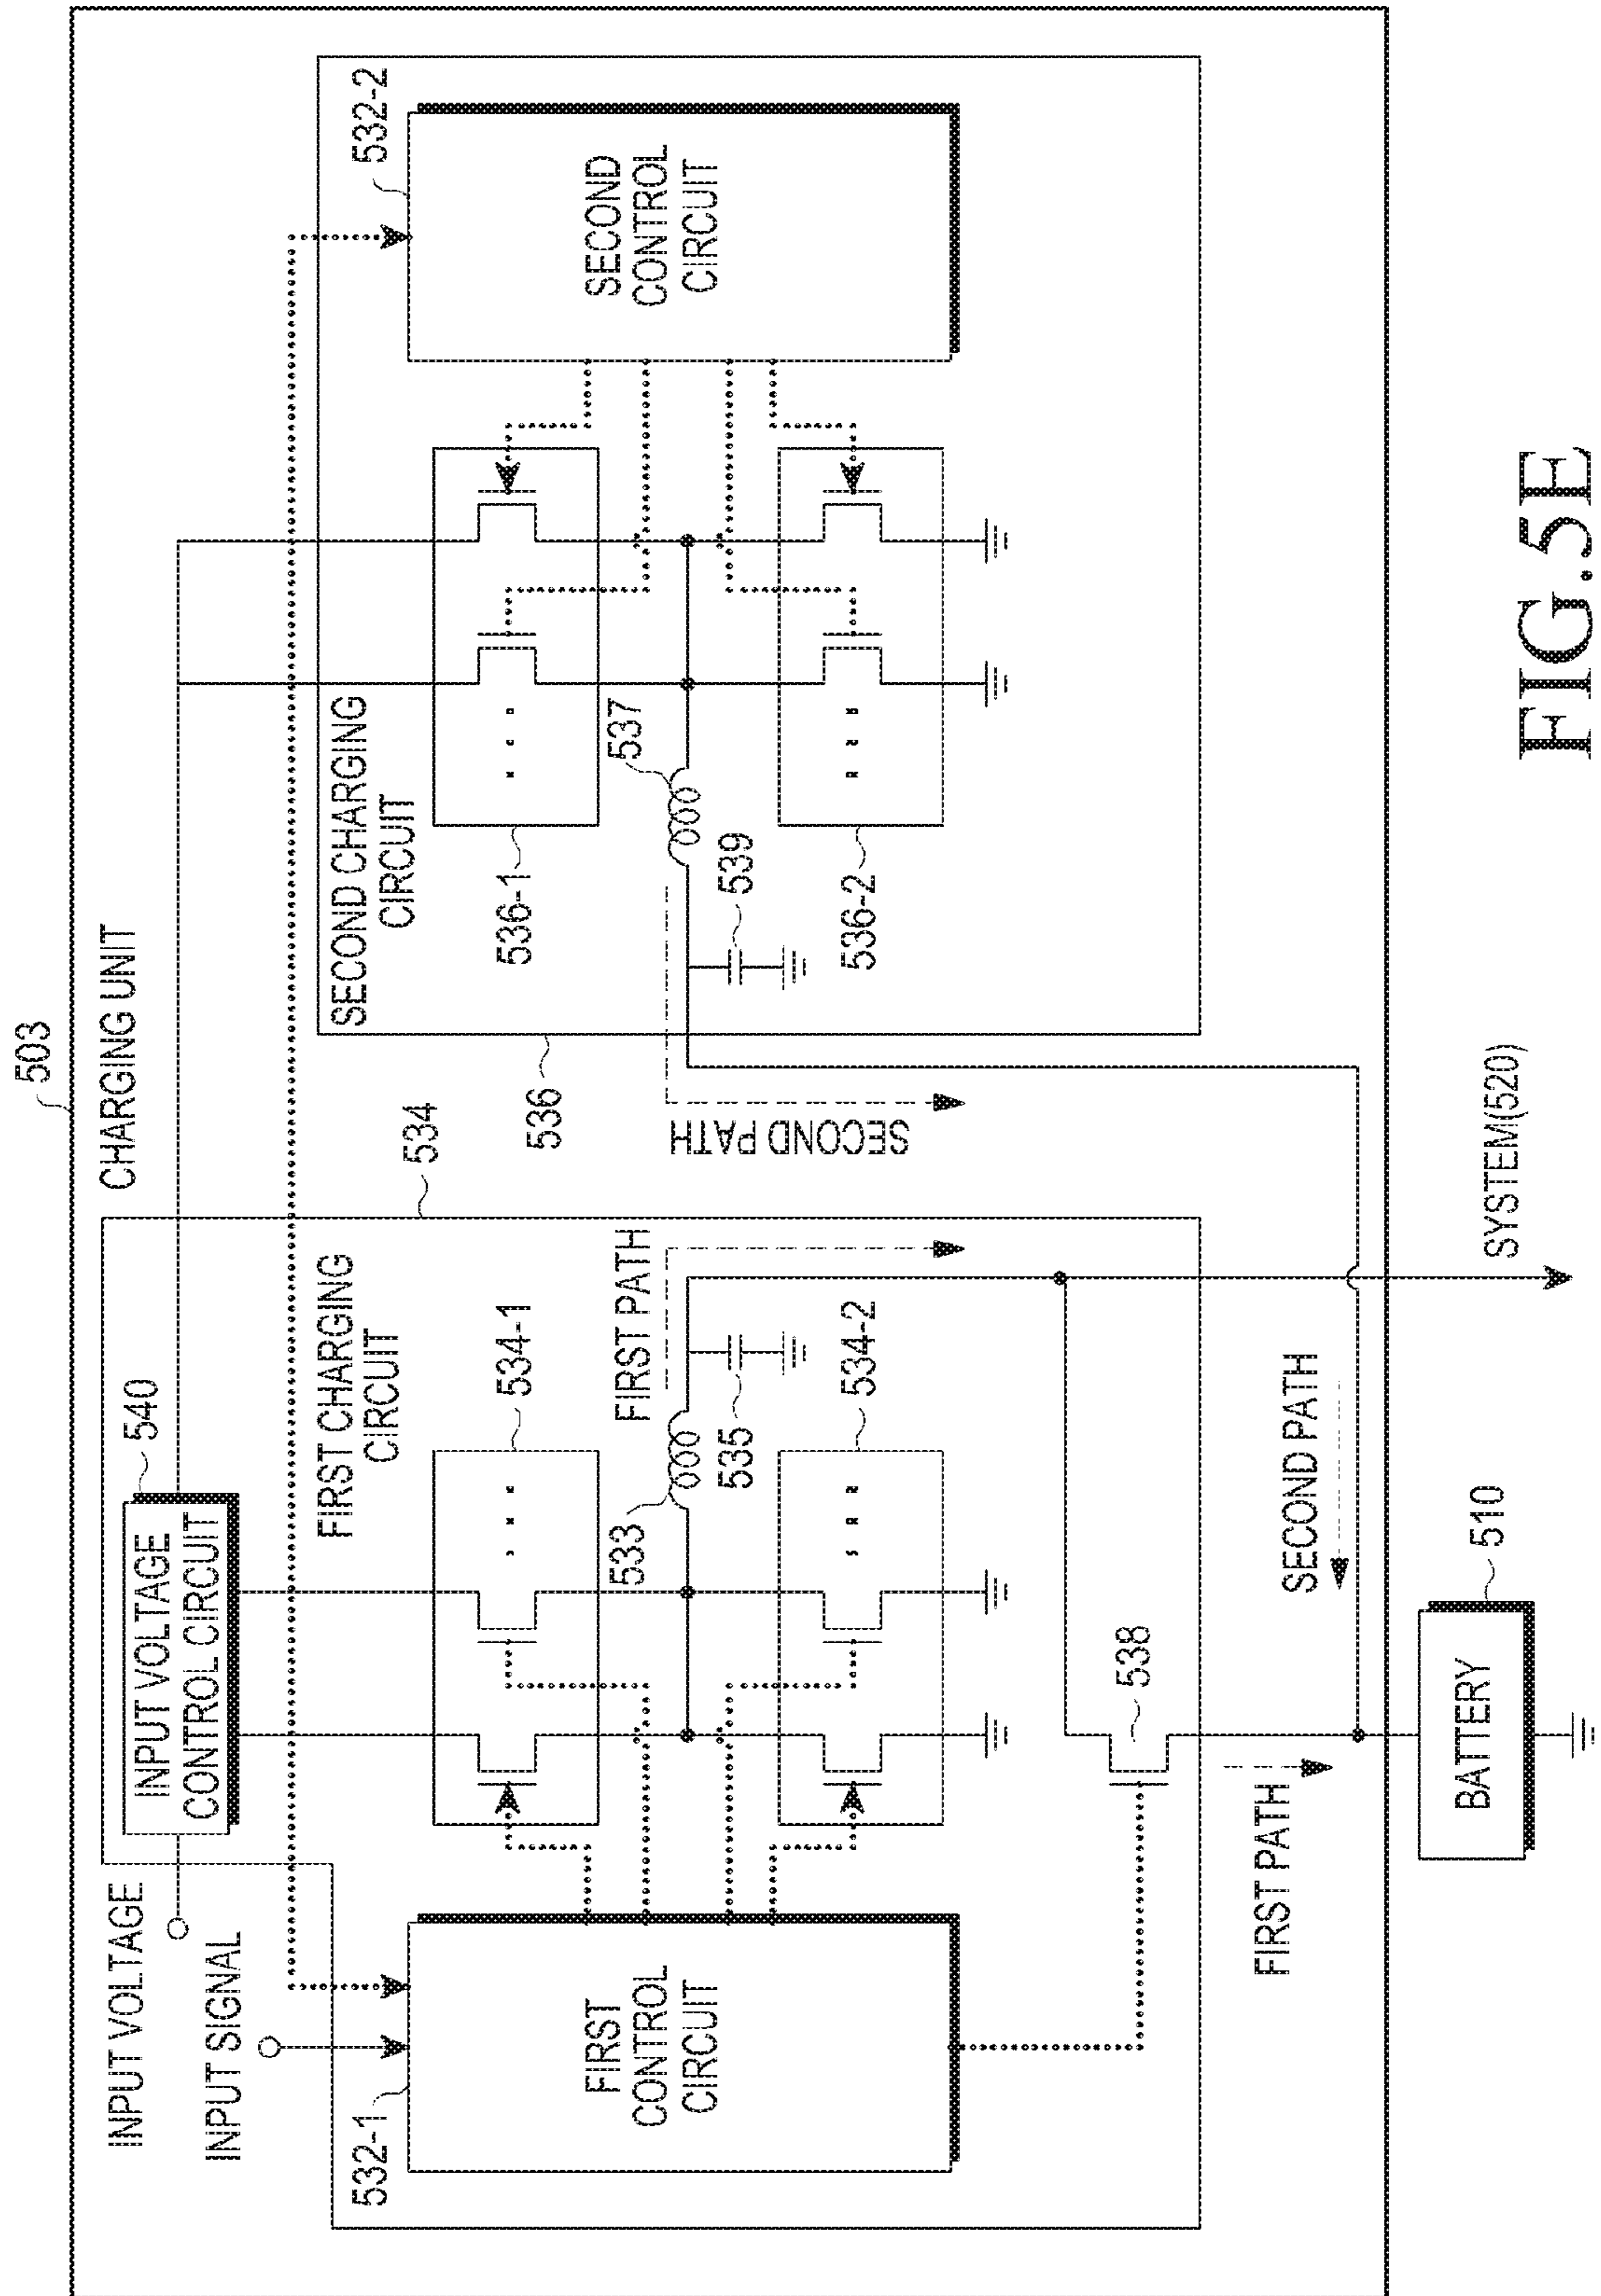 503
CHARGING UNIT
INPUT VOLTAGE
INPUT SIGNAL
INPUT VOLTAGE
CONTROL CIRCUIT
540
534
FIRST CHARGING
CIRCUIT
532-1
FIRST
CONTROL
CIRCUIT
534-1
533
FIRST PATH
535
534-2
538
536
SECOND CHARGING
CIRCUIT
532-2
SECOND
CONTROL
CIRCUIT
536-1
537
539
536-2
SECOND PATH
FIRST PATH
SECOND PATH
BATTERY
510
SYSTEM(520)
FIG.5E